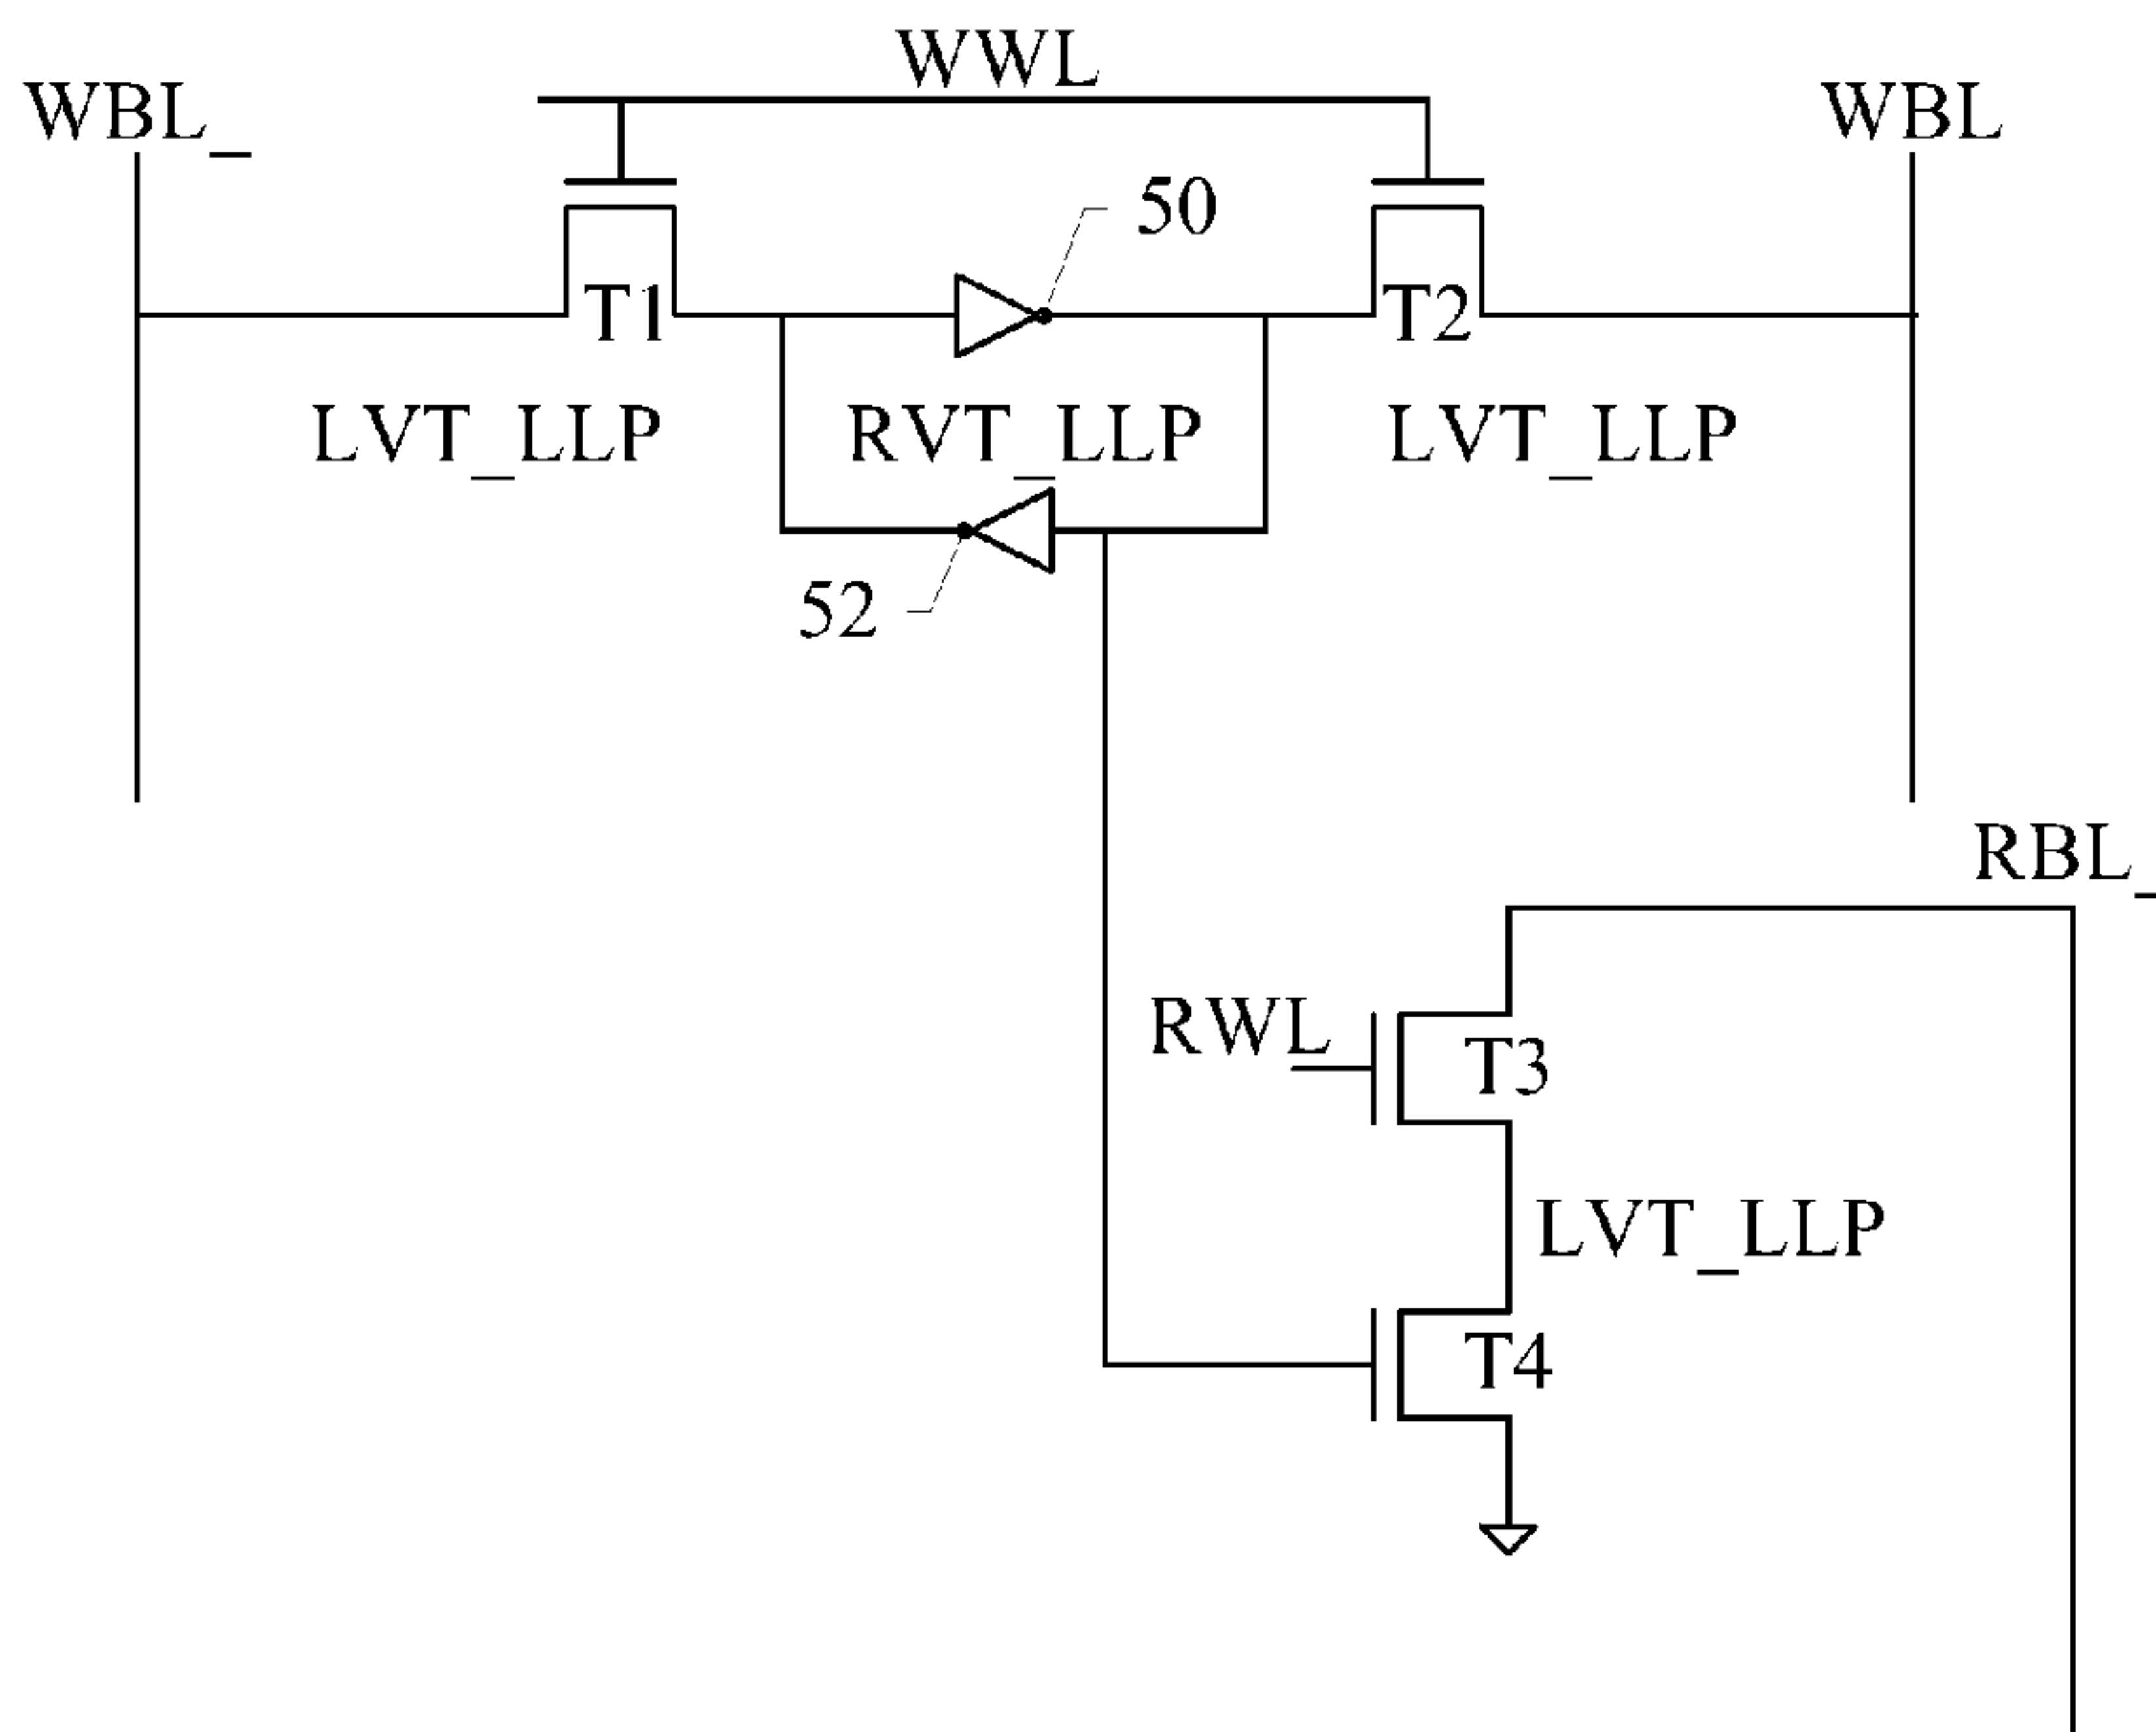 WWL
WBL_
WBL
50
T1
T2
LVT_LLP
RVT_LLP
LVT_LLP
52
RBL_
RWL
T3
LVT_LLP
T4